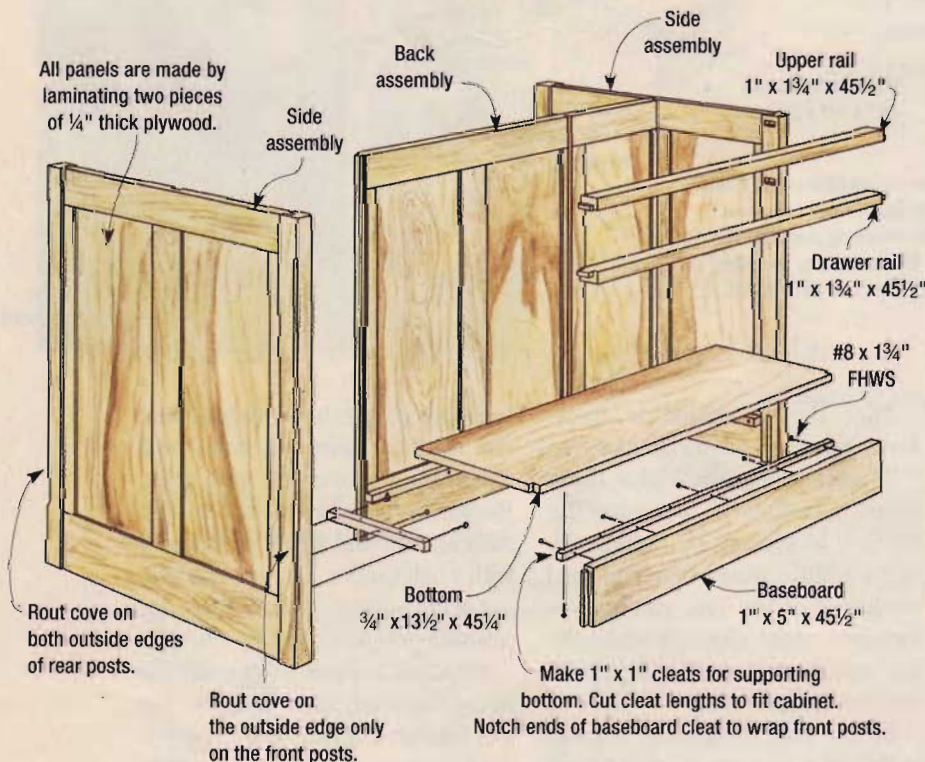 All panels are made by
laminating two pieces
of ¼" thick plywood.
Side
assembly
Back
assembly
Side
assembly
Upper rail
1" x 1¾" x 45½"
Drawer rail
1" x 1¾" x 45½"
#8 x 1¾"
FHWS
Rout cove on
both outside edges
of rear posts.
Rout cove on
the outside edge only
on the front posts.
Bottom
¾" x 13½" x 45¼"
Baseboard
1" x 5" x 45½"
Make 1" x 1" cleats for supporting
bottom. Cut cleat lengths to fit cabinet.
Notch ends of baseboard cleat to wrap front posts.